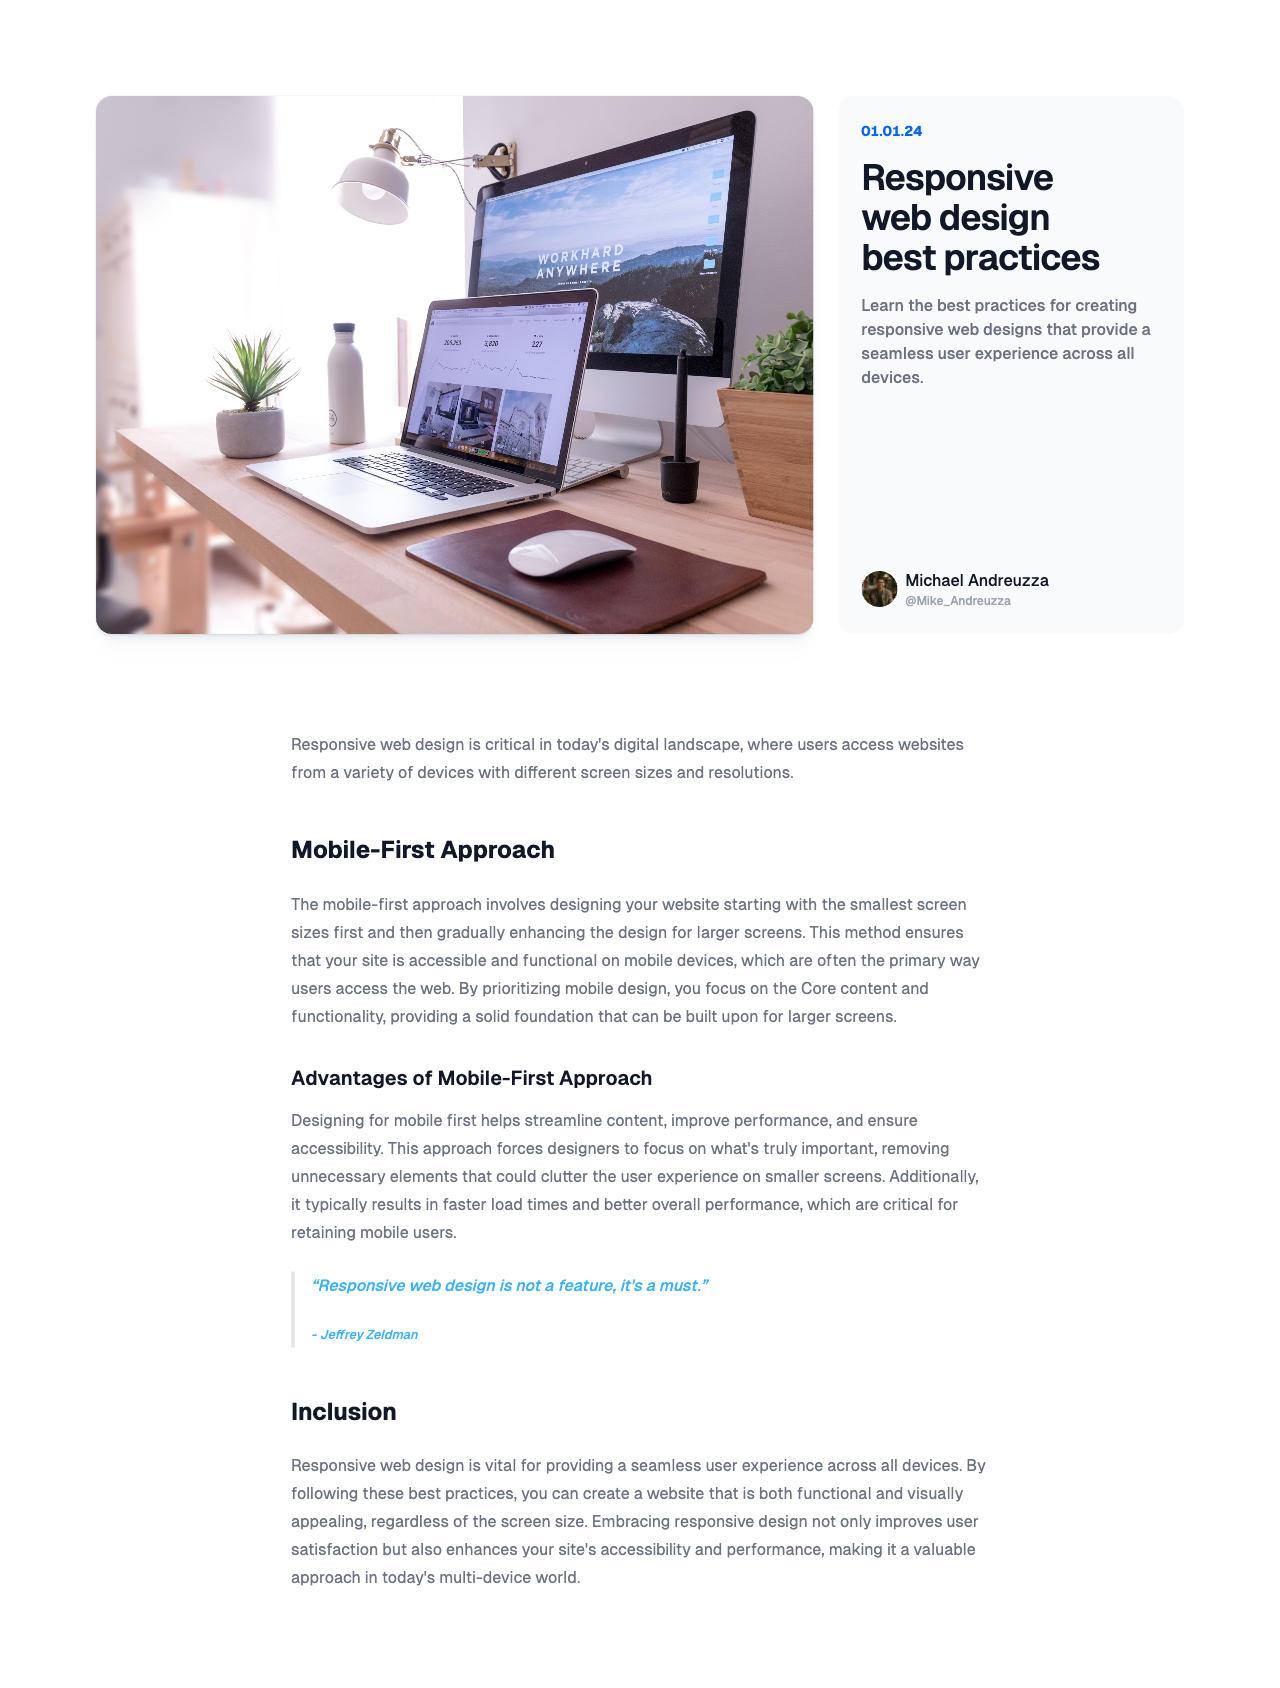 WORKHARD
ANYWHERE
227
01.01.24
Responsive
web design
best practices
Learn the best practices for creating
responsive web designs that provide a
seamless user experience across all
devices.
Michael Andreuzza
@Mike_Andreuzza
Responsive web design is critical in today's digital landscape, where users access websites
from a variety of devices with different screen sizes and resolutions.
Mobile-First Approach
The mobile-first approach involves designing your website starting with the smallest screen
sizes first and then gradually enhancing the design for larger screens. This method ensures
that your site is accessible and functional on mobile devices, which are often the primary way
users access the web. By prioritizing mobile design, you focus on the Core content and
functionality, providing a solid foundation that can be built upon for larger screens.
Advantages of Mobile-First Approach
Designing for mobile first helps streamline content, improve performance, and ensure
accessibility. This approach forces designers to focus on what's truly important, removing
unnecessary elements that could clutter the user experience on smaller screens. Additionally,
it typically results in faster load times and better overall performance, which are critical for
retaining mobile users.
“Responsive web design is not a feature, it's a must.”
- Jeffrey Zeldman
Inclusion
Responsive web design is vital for providing a seamless user experience across all devices. By
following these best practices, you can create a website that is both functional and visually
appealing, regardless of the screen size. Embracing responsive design not only improves user
satisfaction but also enhances your site's accessibility and performance, making it a valuable
approach in today's multi-device world.